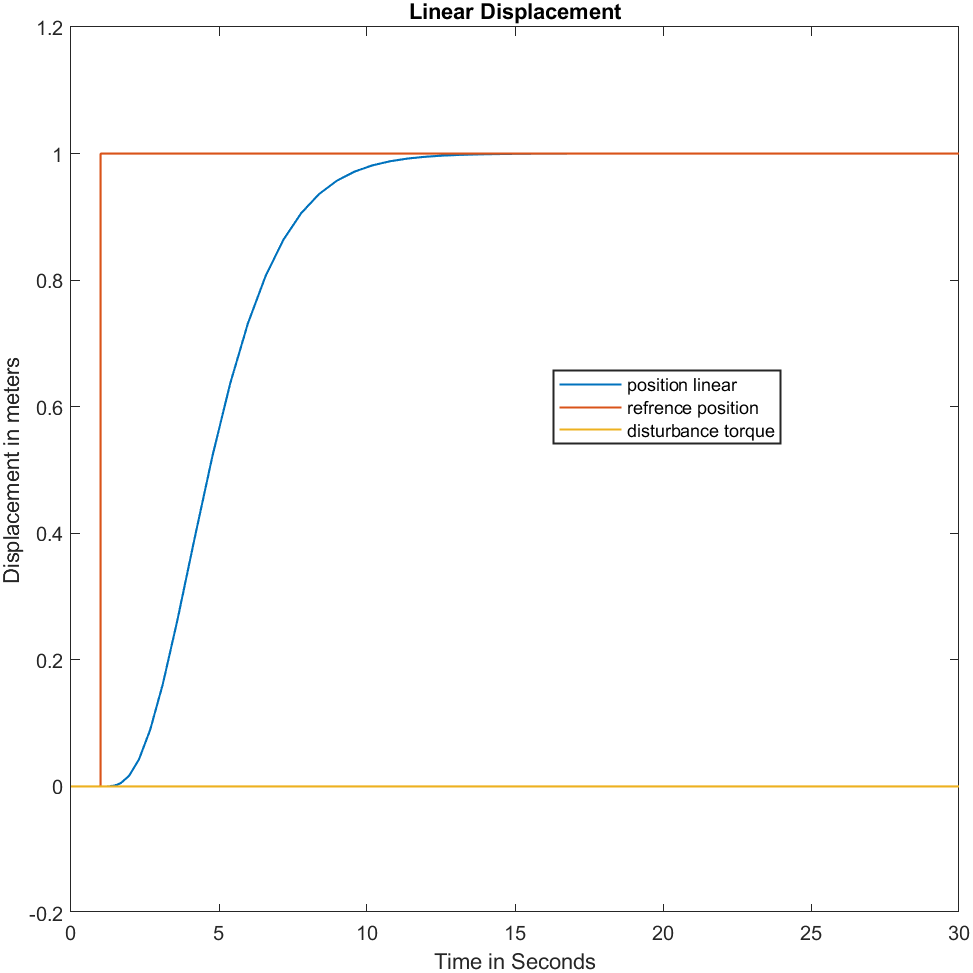 Linear Displacement
1.2
1
0.8
0.6
0.4
0.2
0
-0.2
Displacement in meters
position linear
refrence position
disturbance torque
0 5 10 15 20 25 30
Time in Seconds